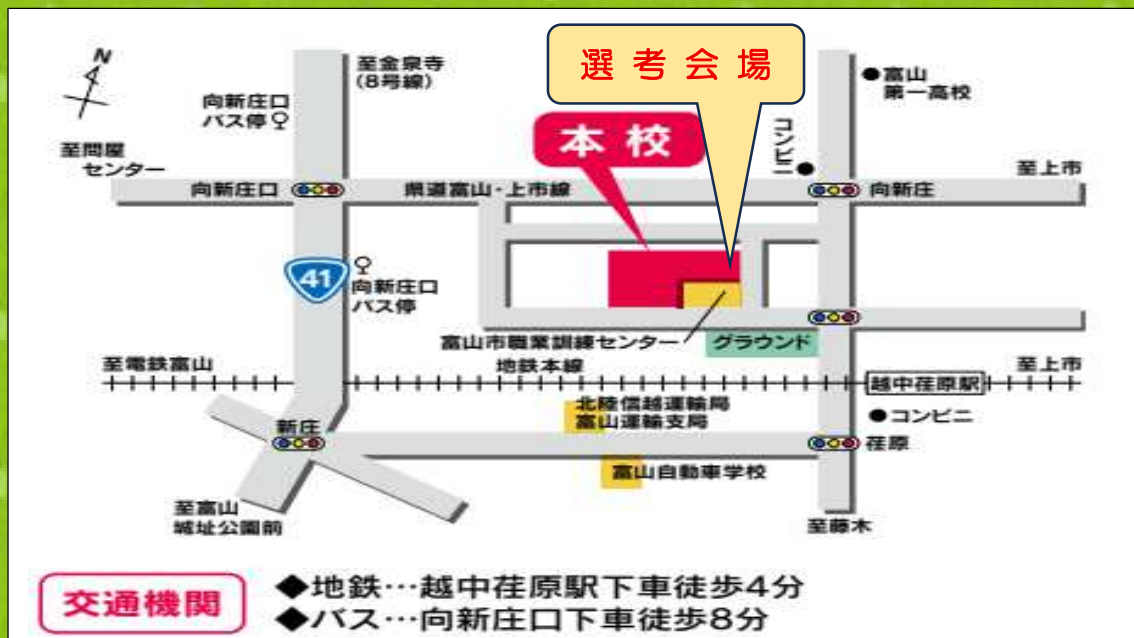 選考会場
N
至金泉寺
(8号線)
富山
第一高校
向新庄口
バス停
本校
コンビニ
至問屋
センター
至上市
向新庄口
県道富山・上市線
向新庄
41
向新庄口
バス停
富山市職業訓練センター
グラウンド
至電鉄富山
地鉄本線
至上市
越中荏原駅
北陸信越運輸局
富山運輸支局
コンビニ
新庄
荏原
富山自動車学校
至富山
城址公園前
至藤木
交通機関
◆地鉄…越中荏原駅下車徒歩4分
◆バス…向新庄口下車徒歩8分